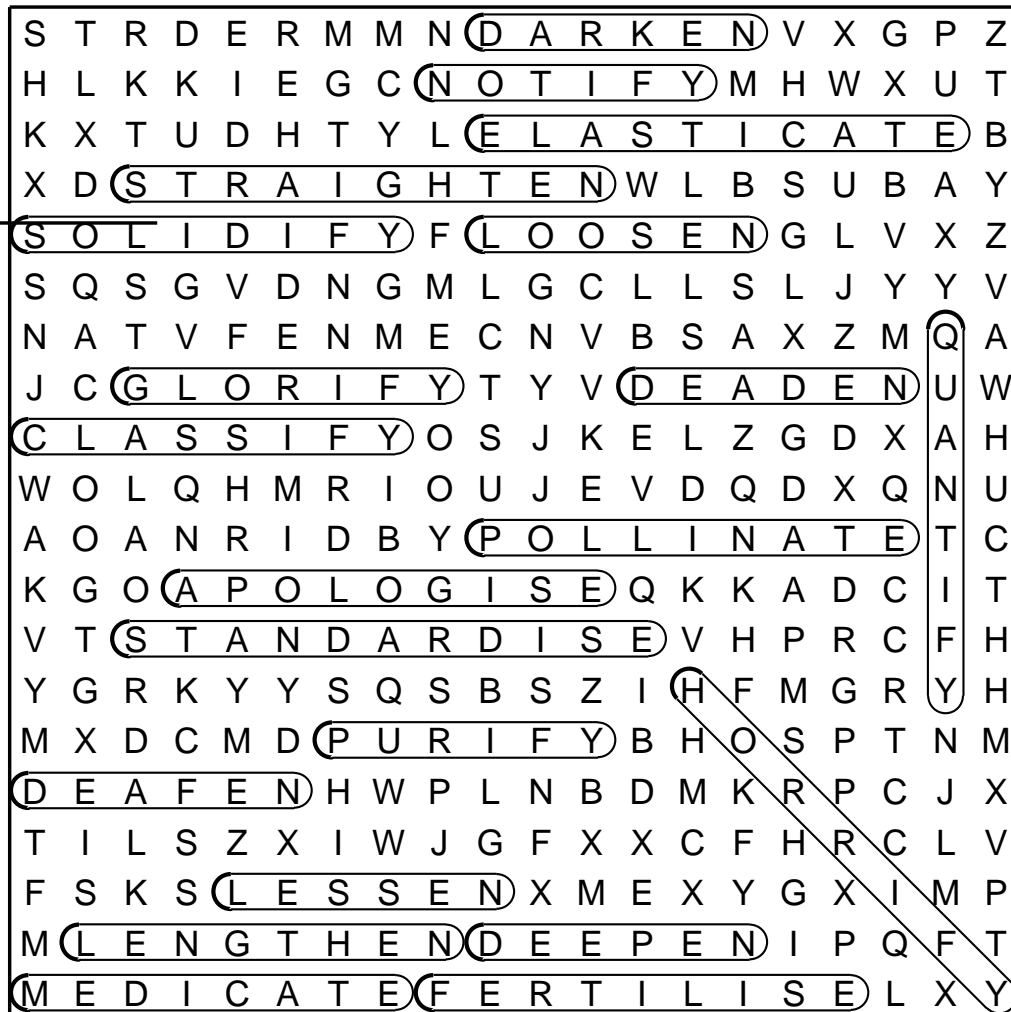 S T R D E R M M N D A R K E N V X G P Z
H L K K I E G C N O T I F Y M H W X U T
K X T U D H T Y L E L A S T I C A T E B
X D S T R A I G H T E N W L B S U B A Y
S O L I D I F Y F L O O S E N G L V X Z
S Q S G V D N G M L G C L L S L J Y Y V
N A T V F E N M E C N V B S A X Z M Q A
J C G L O R I F Y T Y V D E A D E N U W
C L A S S I F Y O S J K E L Z G D X A H
W O L Q H M R I O U J E V D Q D X Q N U
A O A N R I D B Y P O L L I N A T E T C
K G O A P O L O G I S E Q K K A D C I T
V T S T A N D A R D I S E V H P R C F H
Y G R K Y Y S Q S B S Z I H F M G R Y H
M X D C M D P U R I F Y B H O S P T N M
D E A F E N H W P L N B D M K R P C J X
T I L S Z X I W J G F X X C F H R C L V
F S K S L E S S E N X M E X Y G X I M P
M L E N G T H E N D E E P E N I P Q F T
M E D I C A T E F E R T I L I S E L X Y